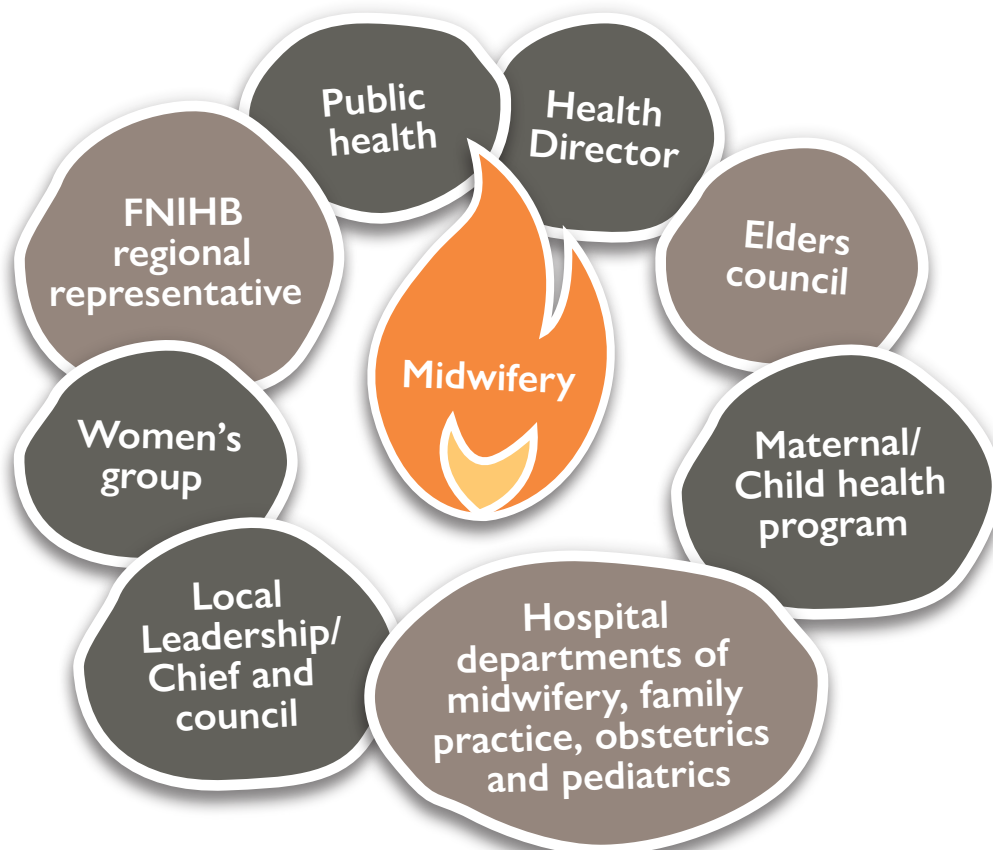 Public
health
Health
Director
FNIHB
regional
representative
Elders
council
Midwifery
Women’s
group
Maternal/
Child health
program
Local
Leadership/
Chief and
council
Hospital
departments of
midwifery, family
practice, obstetrics
and pediatrics